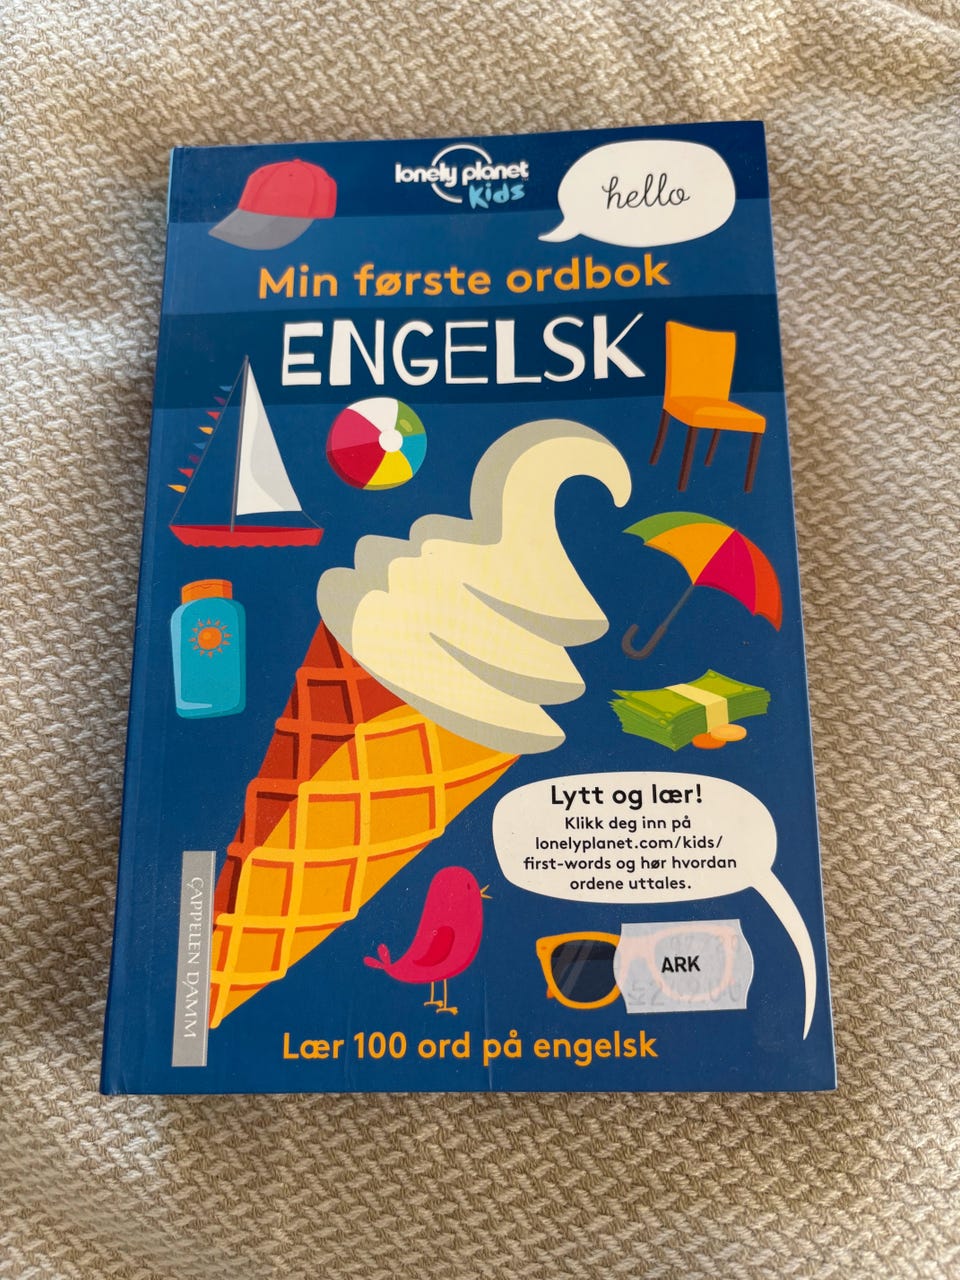 lonely planet
kids
hello
Min første ordbok
ENGELSK
Lytt og lær!
Klikk deg inn på
lonelyplanet.com/kids/
first-words og hør hvordan
ordene uttales.
CAPPELEN DAMM
ARK
Lær 100 ord på engelsk